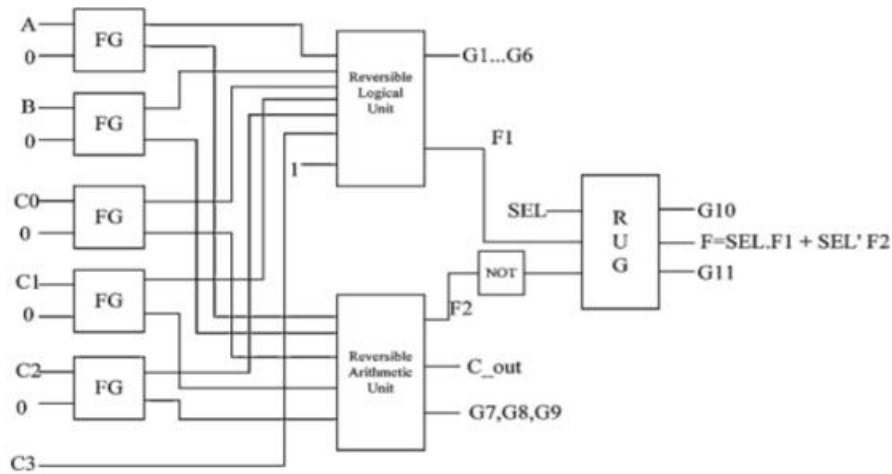 A
0
FG
B
0
FG
C0
0
FG
C1
0
FG
C2
0
FG
C3
1
Reversible
Logical
Unit
G1...G6
F1
Reversible
Arithmetic
Unit
F2
NOT
C_out
G7,G8,G9
SEL
R
U
G
G10
F=SEL.F1 + SEL' F2
G11